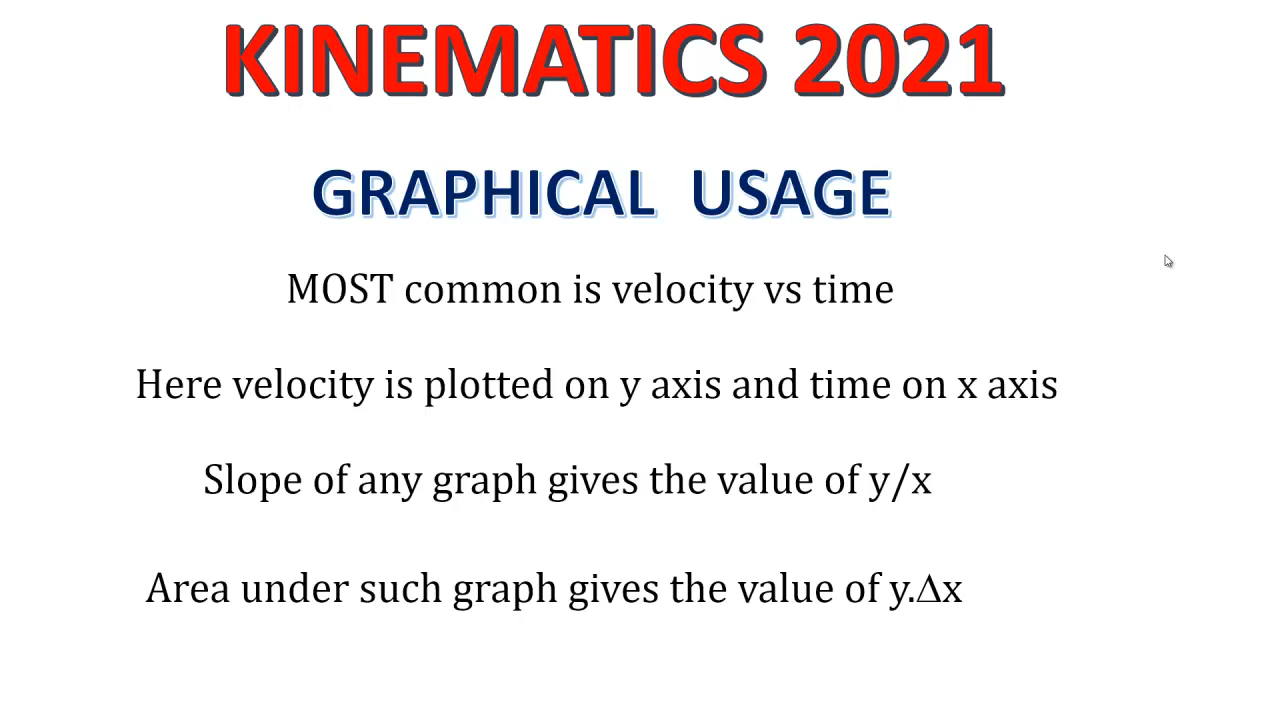 KINEMATICS 2021
GRAPHICAL USAGE
MOST common is velocity vs time
Here velocity is plotted on y axis and time on x axis
Slope of any graph gives the value of y/x
Area under such graph gives the value of y.Δx